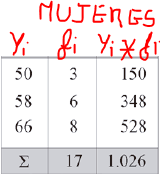 MUJERES
Yi fi Yi*fi
50 3 150
58 6 348
66 8 528
Σ 17 1.026